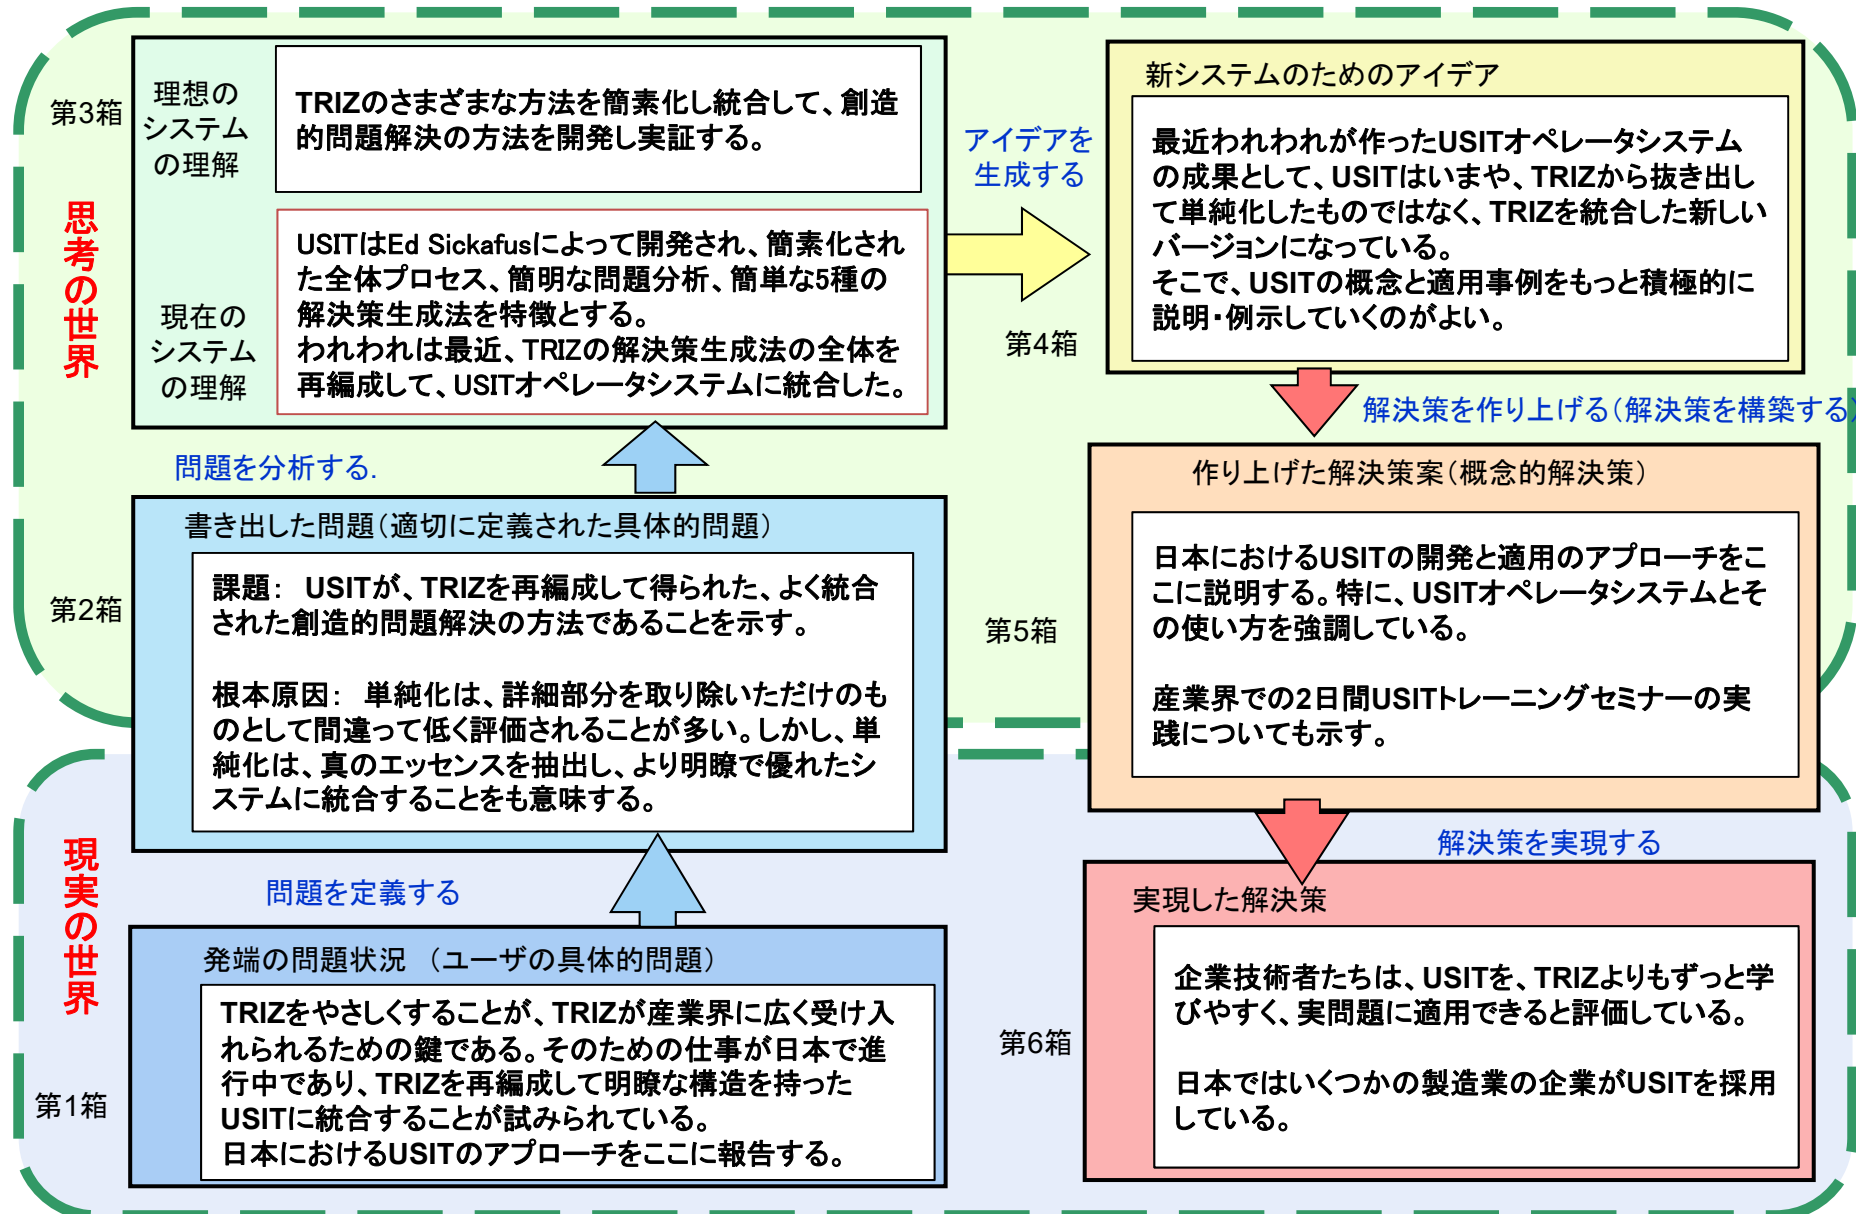 第3箱
理想の
システム
の理解
TRIZのさまざまな方法を簡素化し統合して、創造
的問題解決の方法を開発し実証する。
思考の世界
現在の
システム
の理解
USITはEd Sickafusによって開発され、簡素化され
た全体プロセス、簡明な問題分析、簡単な5種の
解決策生成法を特徴とする。
われわれは最近、TRIZの解決策生成法の全体を
再編成して、USITオペレータシステムに統合した。
アイデアを
生成する
第4箱
新システムのためのアイデア
最近われわれが作ったUSITオペレータシステム
の成果として、USITはいまや、TRIZから抜き出し
て単純化したものではなく、TRIZを統合した新しい
バージョンになっている。
そこで、USITの概念と適用事例をもっと積極的に
説明・例示していくのがよい。
解決策を作り上げる(解決策を構築する)
問題を分析する.
第2箱
書き出した問題(適切に定義された具体的問題)
課題: USITが、TRIZを再編成して得られた、よく統合
された創造的問題解決の方法であることを示す。
根本原因: 単純化は、詳細部分を取り除いただけのも
のとして間違って低く評価されることが多い。しかし、単
純化は、真のエッセンスを抽出し、より明瞭で優れたシ
ステムに統合することをも意味する。
第5箱
作り上げた解決策案(概念的解決策)
日本におけるUSITの開発と適用のアプローチをこ
こに説明する。特に、USITオペレータシステムとそ
の使い方を強調している。
産業界での2日間USITトレーニングセミナーの実
践についても示す。
現実の世界
問題を定義する
解決策を実現する
第1箱
発端の問題状況 (ユーザの具体的問題)
TRIZをやさしくすることが、TRIZが産業界に広く受け入
れられるための鍵である。そのための仕事が日本で進
行中であり、TRIZを再編成して明瞭な構造を持った
USITに統合することが試みられている。
日本におけるUSITのアプローチをここに報告する。
第6箱
実現した解決策
企業技術者たちは、USITを、TRIZよりもずっと学
びやすく、実問題に適用できると評価している。
日本ではいくつかの製造業の企業がUSITを採用
している。